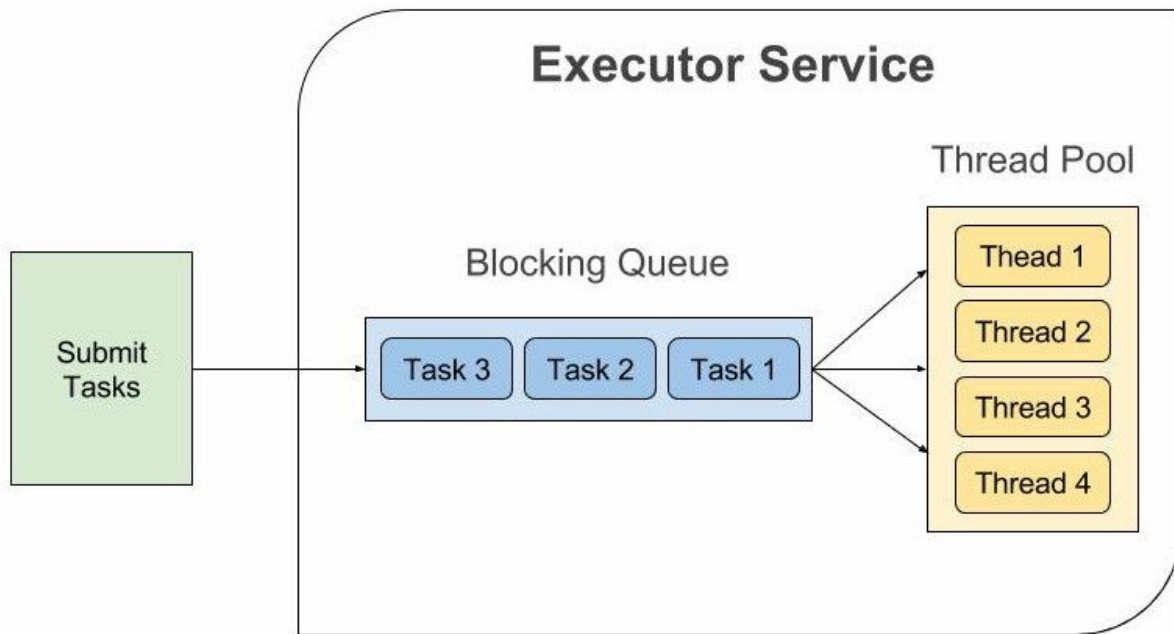 Executor Service
Thread Pool
Blocking Queue
Submit
Tasks
Task 3
Task 2
Task 1
Thead 1
Thread 2
Thread 3
Thread 4